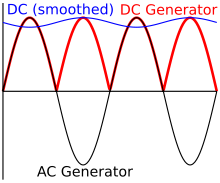 DC (smoothed) DC Generator
AC Generator